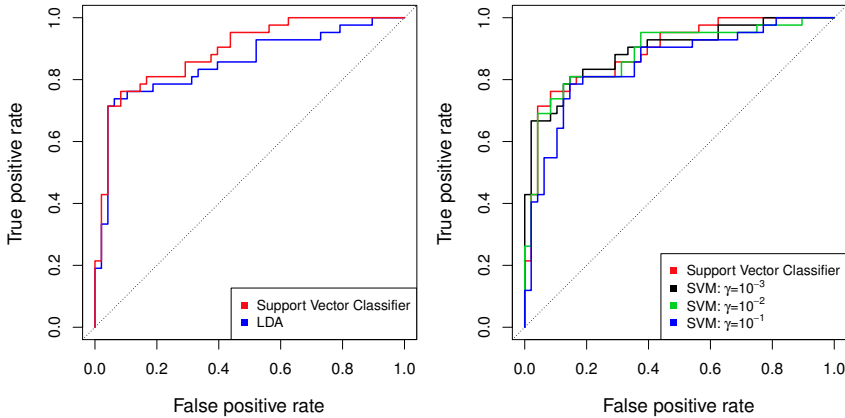 True positive rate
1.0
0.8
0.6
0.4
0.2
0.0
Support Vector Classifier
LDA
0.0 0.2 0.4 0.6 0.8 1.0
False positive rate
True positive rate
1.0
0.8
0.6
0.4
0.2
0.0
Support Vector Classifier
SVM: γ=10⁻³
SVM: γ=10⁻²
SVM: γ=10⁻¹
0.0 0.2 0.4 0.6 0.8 1.0
False positive rate